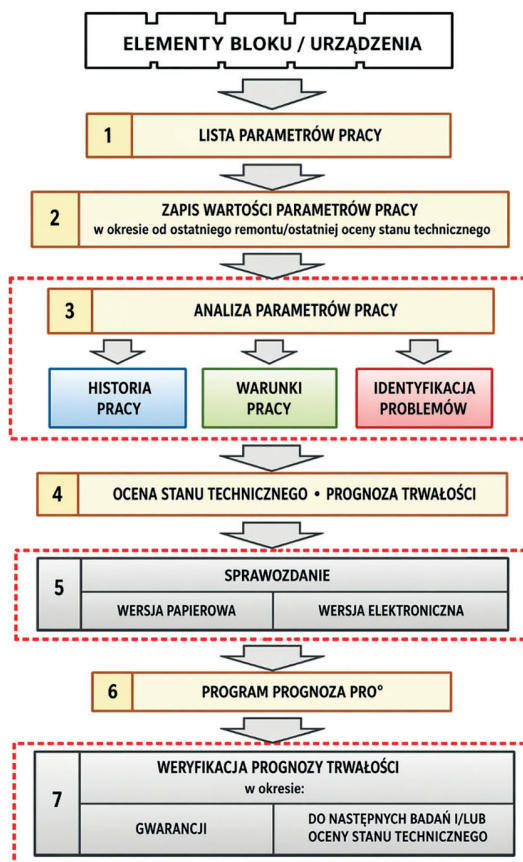 ELEMENTY BLOKU / URZĄDZENIA
1
LISTA PARAMETRÓW PRACY
2
ZAPIS WARTOŚCI PARAMETRÓW PRACY
w okresie od ostatniego remontu/ostatniej oceny stanu technicznego
3
ANALIZA PARAMETRÓW PRACY
HISTORIA
PRACY
WARUNKI
PRACY
IDENTYFIKACJA
PROBLEMÓW
4
OCENA STANU TECHNICZNEGO • PROGNOZA TRWAŁOŚCI
5
SPRAWOZDANIE
WERSJA PAPIEROWA
WERSJA ELEKTRONICZNA
6
PROGRAM PROGNOZA PRO°
7
WERYFIKACJA PROGNOZY TRWAŁOŚCI
w okresie:
GWARANCJI
DO NASTĘPNYCH BADAŃ I/LUB
OCENY STANU TECHNICZNEGO